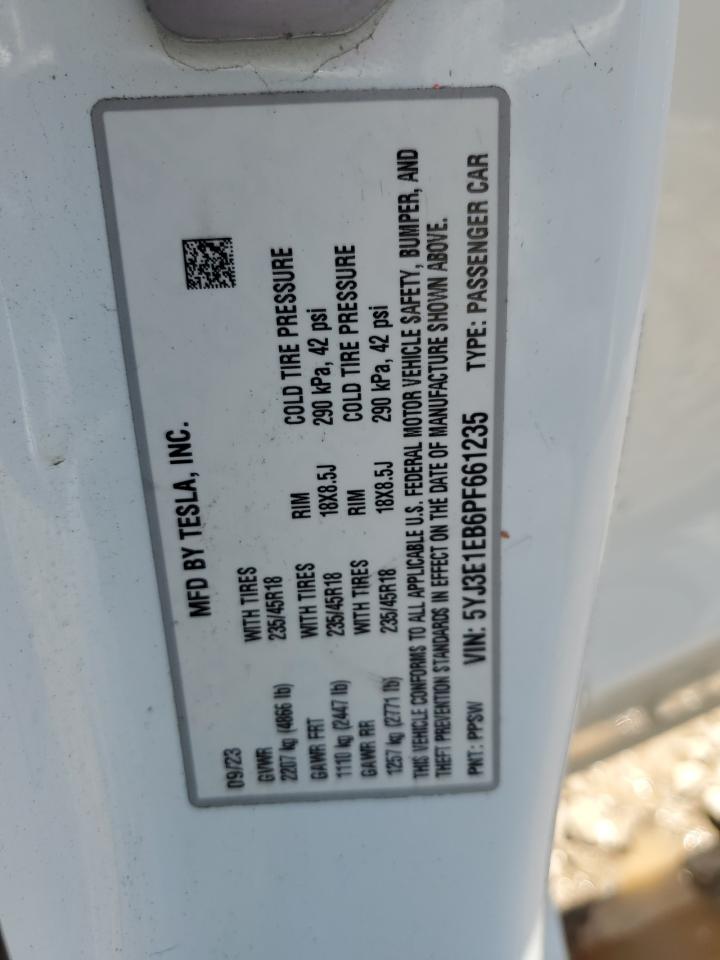 MFD BY TESLA, INC.
09/23
GVWR WITH TIRES
2207 kg (4866 lb) 235/45R18
GAWR FRT WITH TIRES RIM COLD TIRE PRESSURE
1110 kg (2447 lb) 235/45R18 18X8.5J 290 kPa, 42 psi
GAWR RR WITH TIRES RIM COLD TIRE PRESSURE
1257 kg (2771 lb) 235/45R18 18X8.5J 290 kPa, 42 psi
THIS VEHICLE CONFORMS TO ALL APPLICABLE U.S. FEDERAL MOTOR VEHICLE SAFETY, BUMPER, AND
THEFT PREVENTION STANDARDS IN EFFECT ON THE DATE OF MANUFACTURE SHOWN ABOVE.
PNT: PPSW VIN: 5YJ3E1EB6PF661235 TYPE: PASSENGER CAR